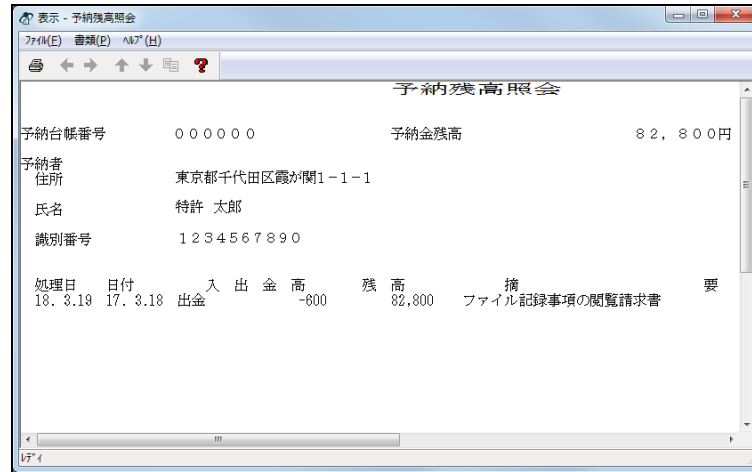 表示 - 予納残高照会
ﾌｧｲﾙ(F) 書類(P) ﾍﾙﾌﾟ(H)
予納残高照会
予納台帳番号 ００００００ 予納金残高 ８２，８００円
予納者
住所 東京都千代田区霞が関１－１－１
氏名 特許 太郎
識別番号 １２３４５６７８９０
処理日 日付 入 出 金 高 残 高 摘 要
18. 3.19 17. 3.18 出金 -600 82,800 ファイル記録事項の閲覧請求書
ﾚﾃﾞｨ